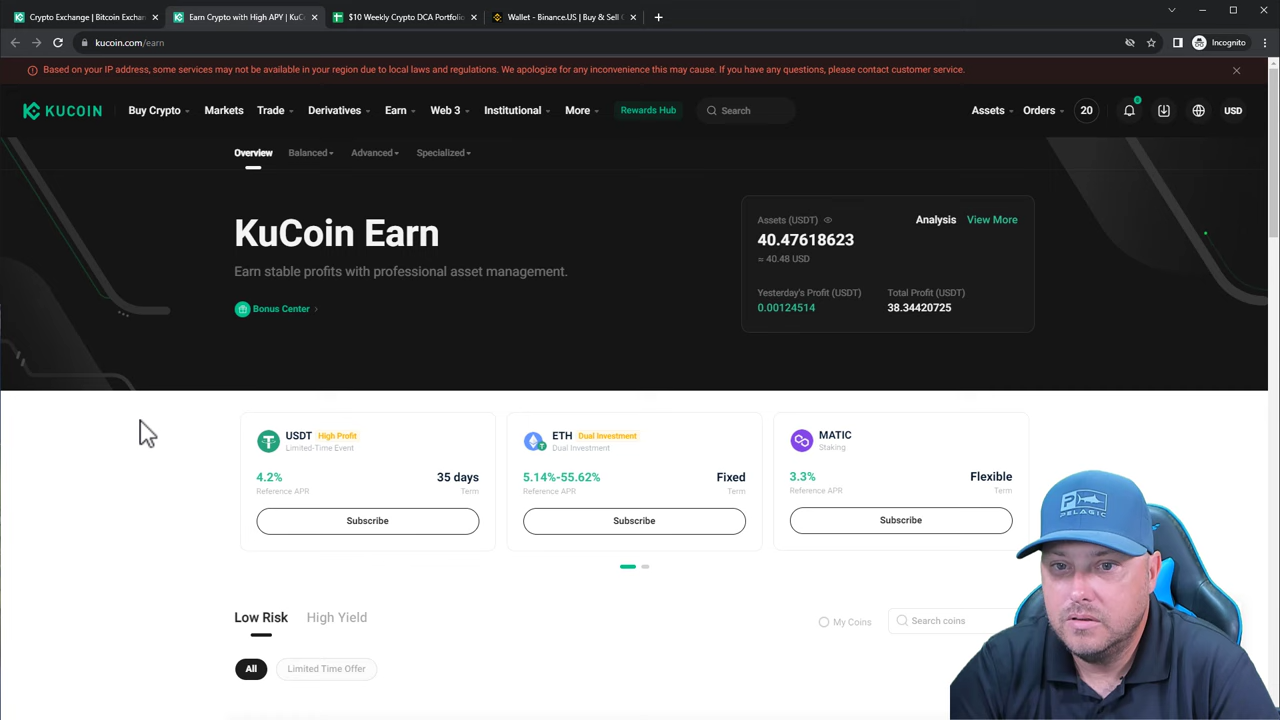 Crypto Exchange | Bitcoin Exchan
Earn Crypto with High APY | KuC
$10 Weekly Crypto DCA Portfolio
Wallet - Binance.US | Buy & Sell C
kucoin.com/earn
Incognito
Based on your IP address, some services may not be available in your region due to local laws and regulations. We apologize for any inconvenience this may cause. If you have any questions, please contact customer service.
KUCOIN Buy Crypto Markets Trade Derivatives Earn Web 3 Institutional More Rewards Hub Search Assets Orders 20 USD
Overview Balanced Advanced Specialized
KuCoin Earn
Earn stable profits with professional asset management.
Bonus Center
Assets (USDT) Analysis View More
40.47618623
≈ 40.48 USD
Yesterday's Profit (USDT) Total Profit (USDT)
0.00124514 38.34420725
USDT High Profit
Limited-Time Event
4.2% 35 days
Reference APR Term
Subscribe
ETH Dual Investment
Dual Investment
5.14%-55.62% Fixed
Reference APR Term
Subscribe
MATIC
Staking
3.3% Flexible
Reference APR Term
Subscribe
Low Risk High Yield
My Coins Search coins
All Limited Time Offer
PELAGIC